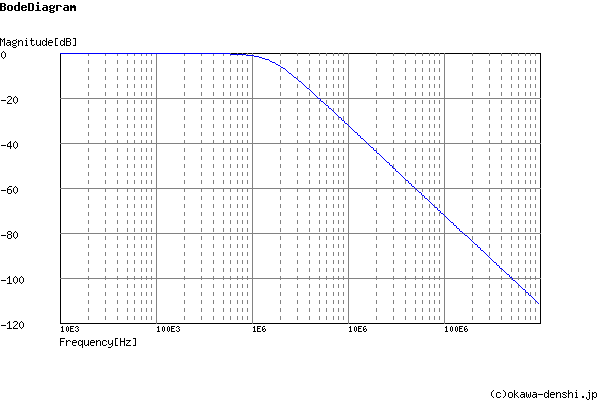 BodeDiagram
Magnitude[dB]
0
-20
-40
-60
-80
-100
-120
10E3 100E3 1E6 10E6 100E6
Frequency[Hz]
(c)okawa-denshi.jp